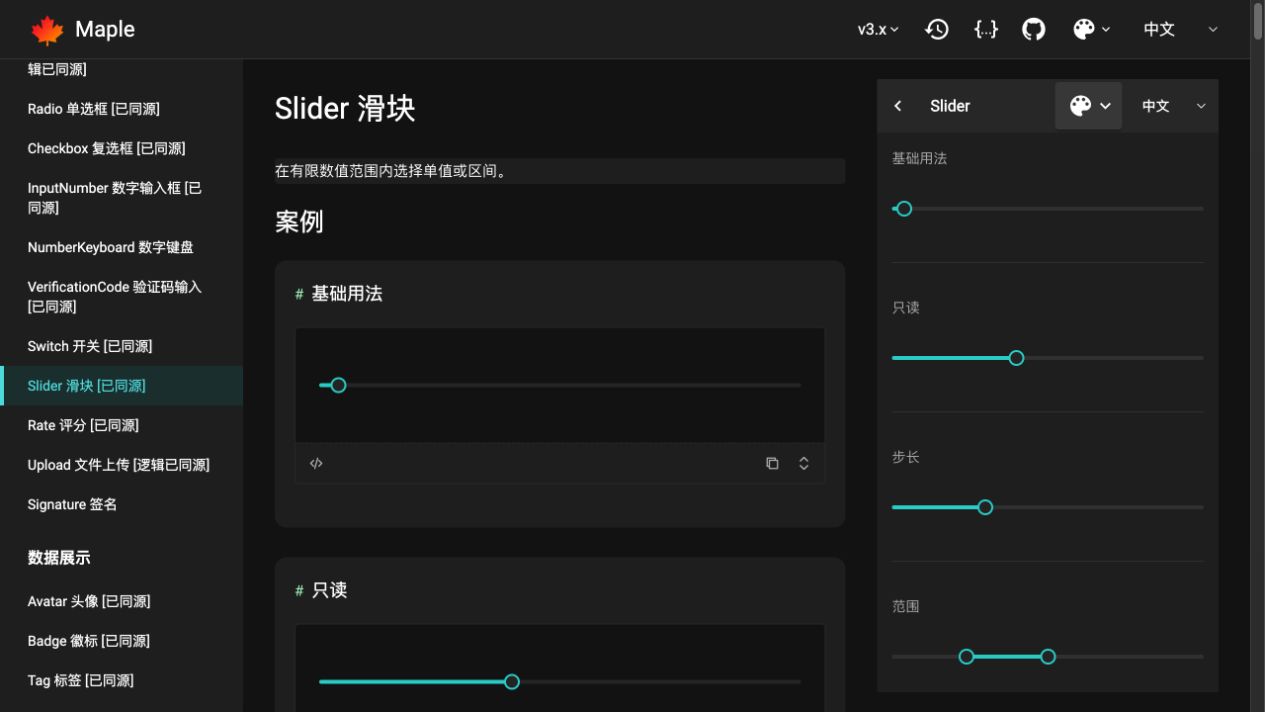 Maple
v3.x
{...}
中文
辑已同源]
Radio 单选框 [已同源]
Checkbox 复选框 [已同源]
InputNumber 数字输入框 [已
同源]
NumberKeyboard 数字键盘
VerificationCode 验证码输入
[已同源]
Switch 开关 [已同源]
Slider 滑块 [已同源]
Rate 评分 [已同源]
Upload 文件上传 [逻辑已同源]
Signature 签名
数据展示
Avatar 头像 [已同源]
Badge 徽标 [已同源]
Tag 标签 [已同源]
Slider 滑块
在有限数值范围内选择单值或区间。
案例
# 基础用法
# 只读
Slider
中文
基础用法
只读
步长
范围